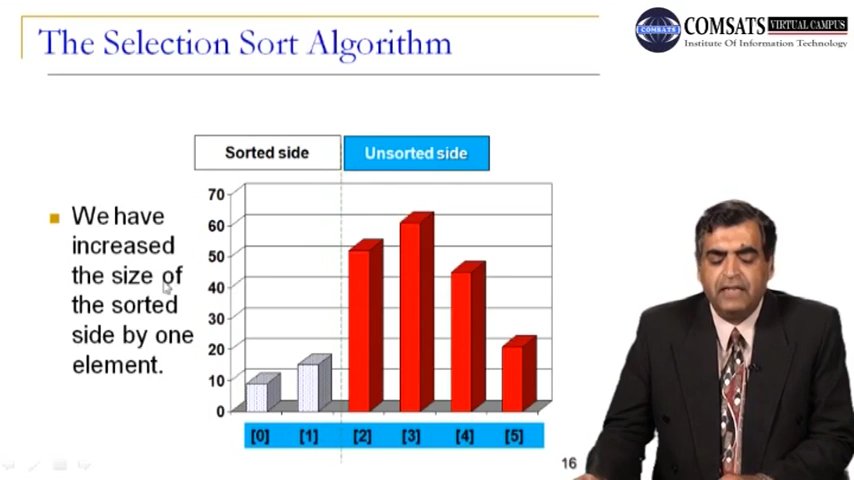 The Selection Sort Algorithm
COMSATS VIRTUAL CAMPUS
COMSATS
Institute Of Information Technology
Sorted side
Unsorted side
We have
increased
the size of
the sorted
side by one
element.
70
60
50
40
30
20
10
0
[0] [1] [2] [3] [4] [5]
16